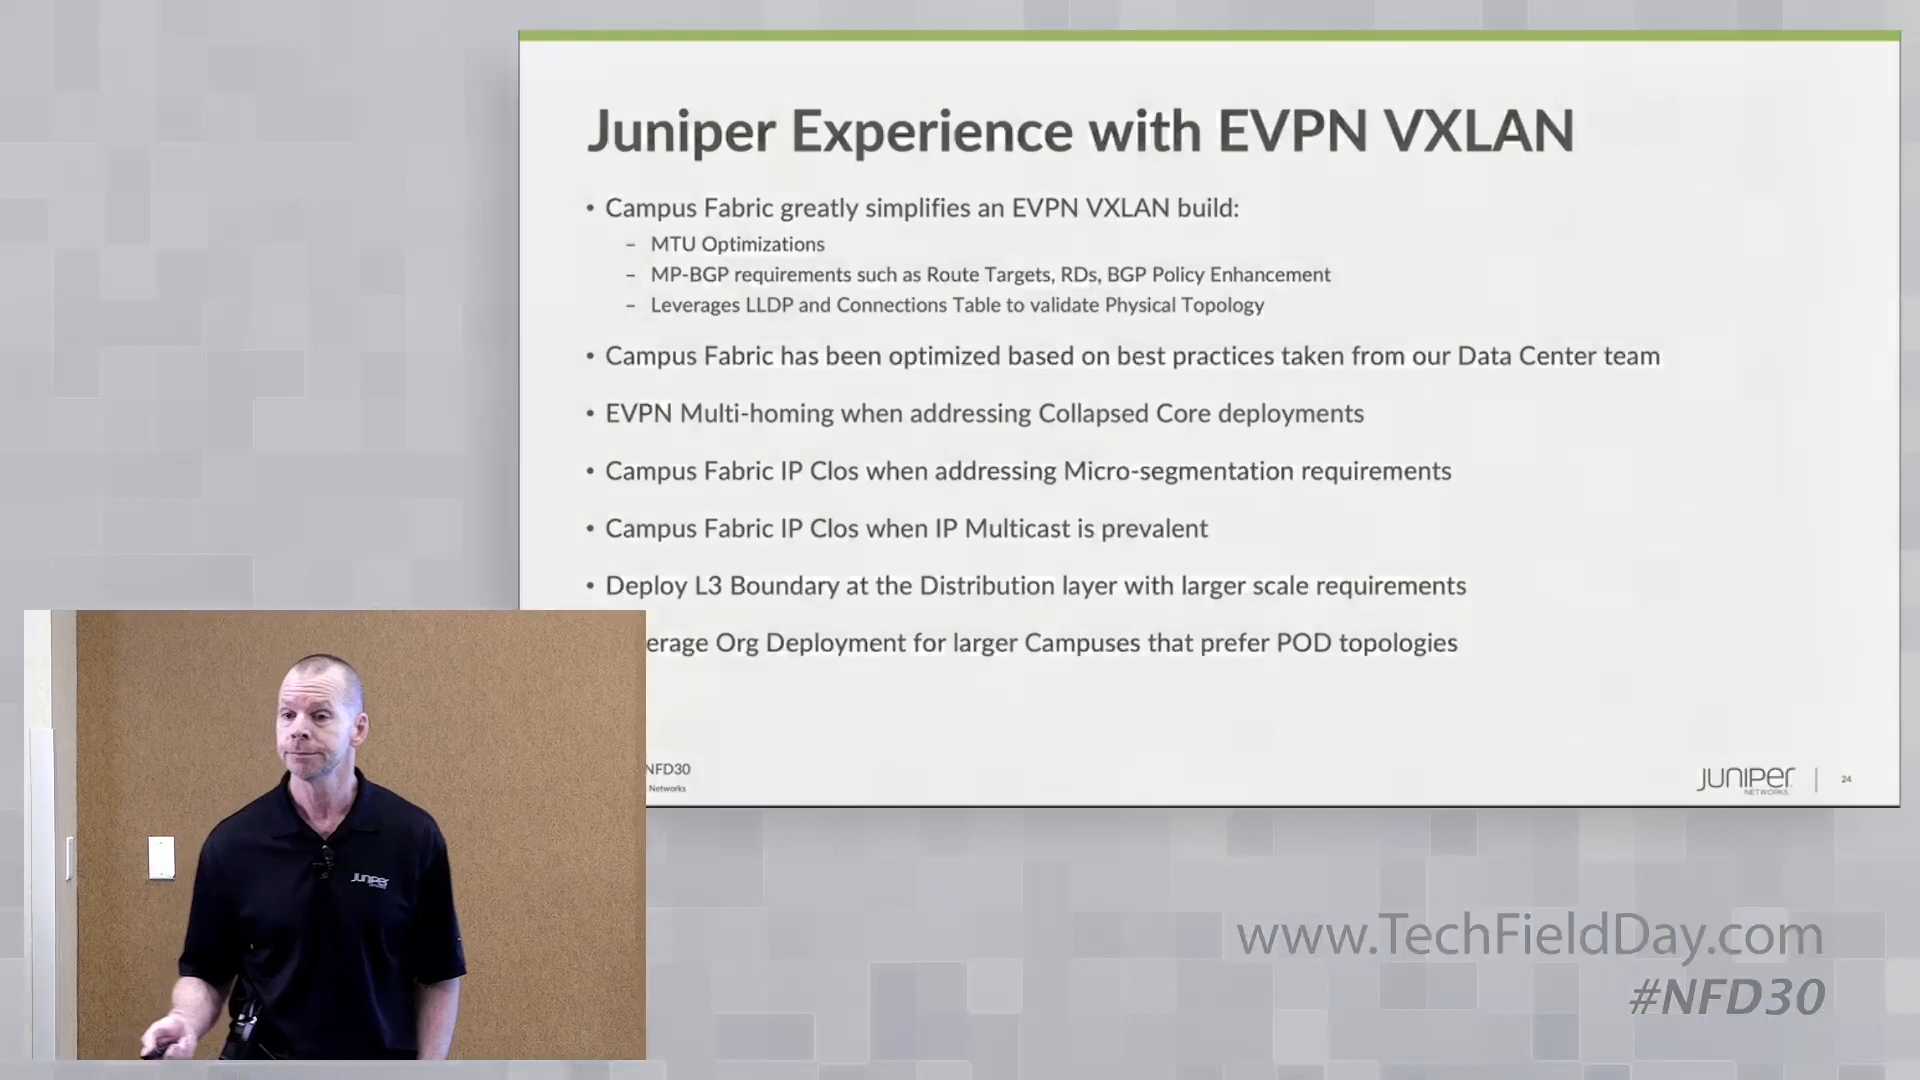 Juniper Experience with EVPN VXLAN
• Campus Fabric greatly simplifies an EVPN VXLAN build:
– MTU Optimizations
– MP-BGP requirements such as Route Targets, RDs, BGP Policy Enhancement
– Leverages LLDP and Connections Table to validate Physical Topology
• Campus Fabric has been optimized based on best practices taken from our Data Center team
• EVPN Multi-homing when addressing Collapsed Core deployments
• Campus Fabric IP Clos when addressing Micro-segmentation requirements
• Campus Fabric IP Clos when IP Multicast is prevalent
• Deploy L3 Boundary at the Distribution layer with larger scale requirements
erage Org Deployment for larger Campuses that prefer POD topologies
NFD30
Networks
JUNIPER
NETWORKS
24
JUNIPER
www.TechFieldDay.com
#NFD30